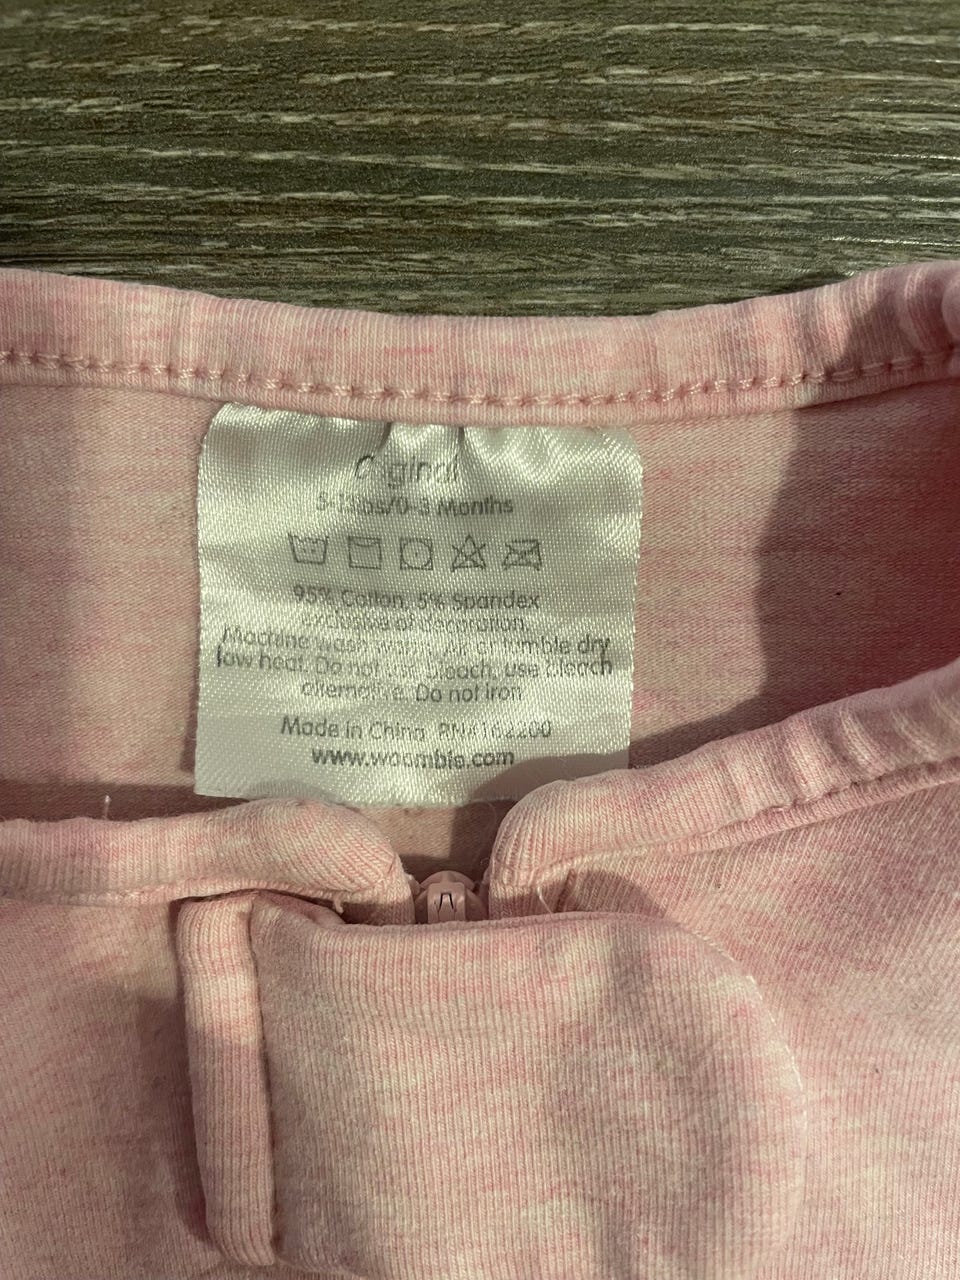 Original
5-13lbs/0-3 Months
95% Cotton, 5% Spandex
exclusive of decoration.
Machine wash warm. Air or tumble dry
low heat. Do not use bleach, use bleach
alternative. Do not iron
Made in China RN#162200
www.woombie.com